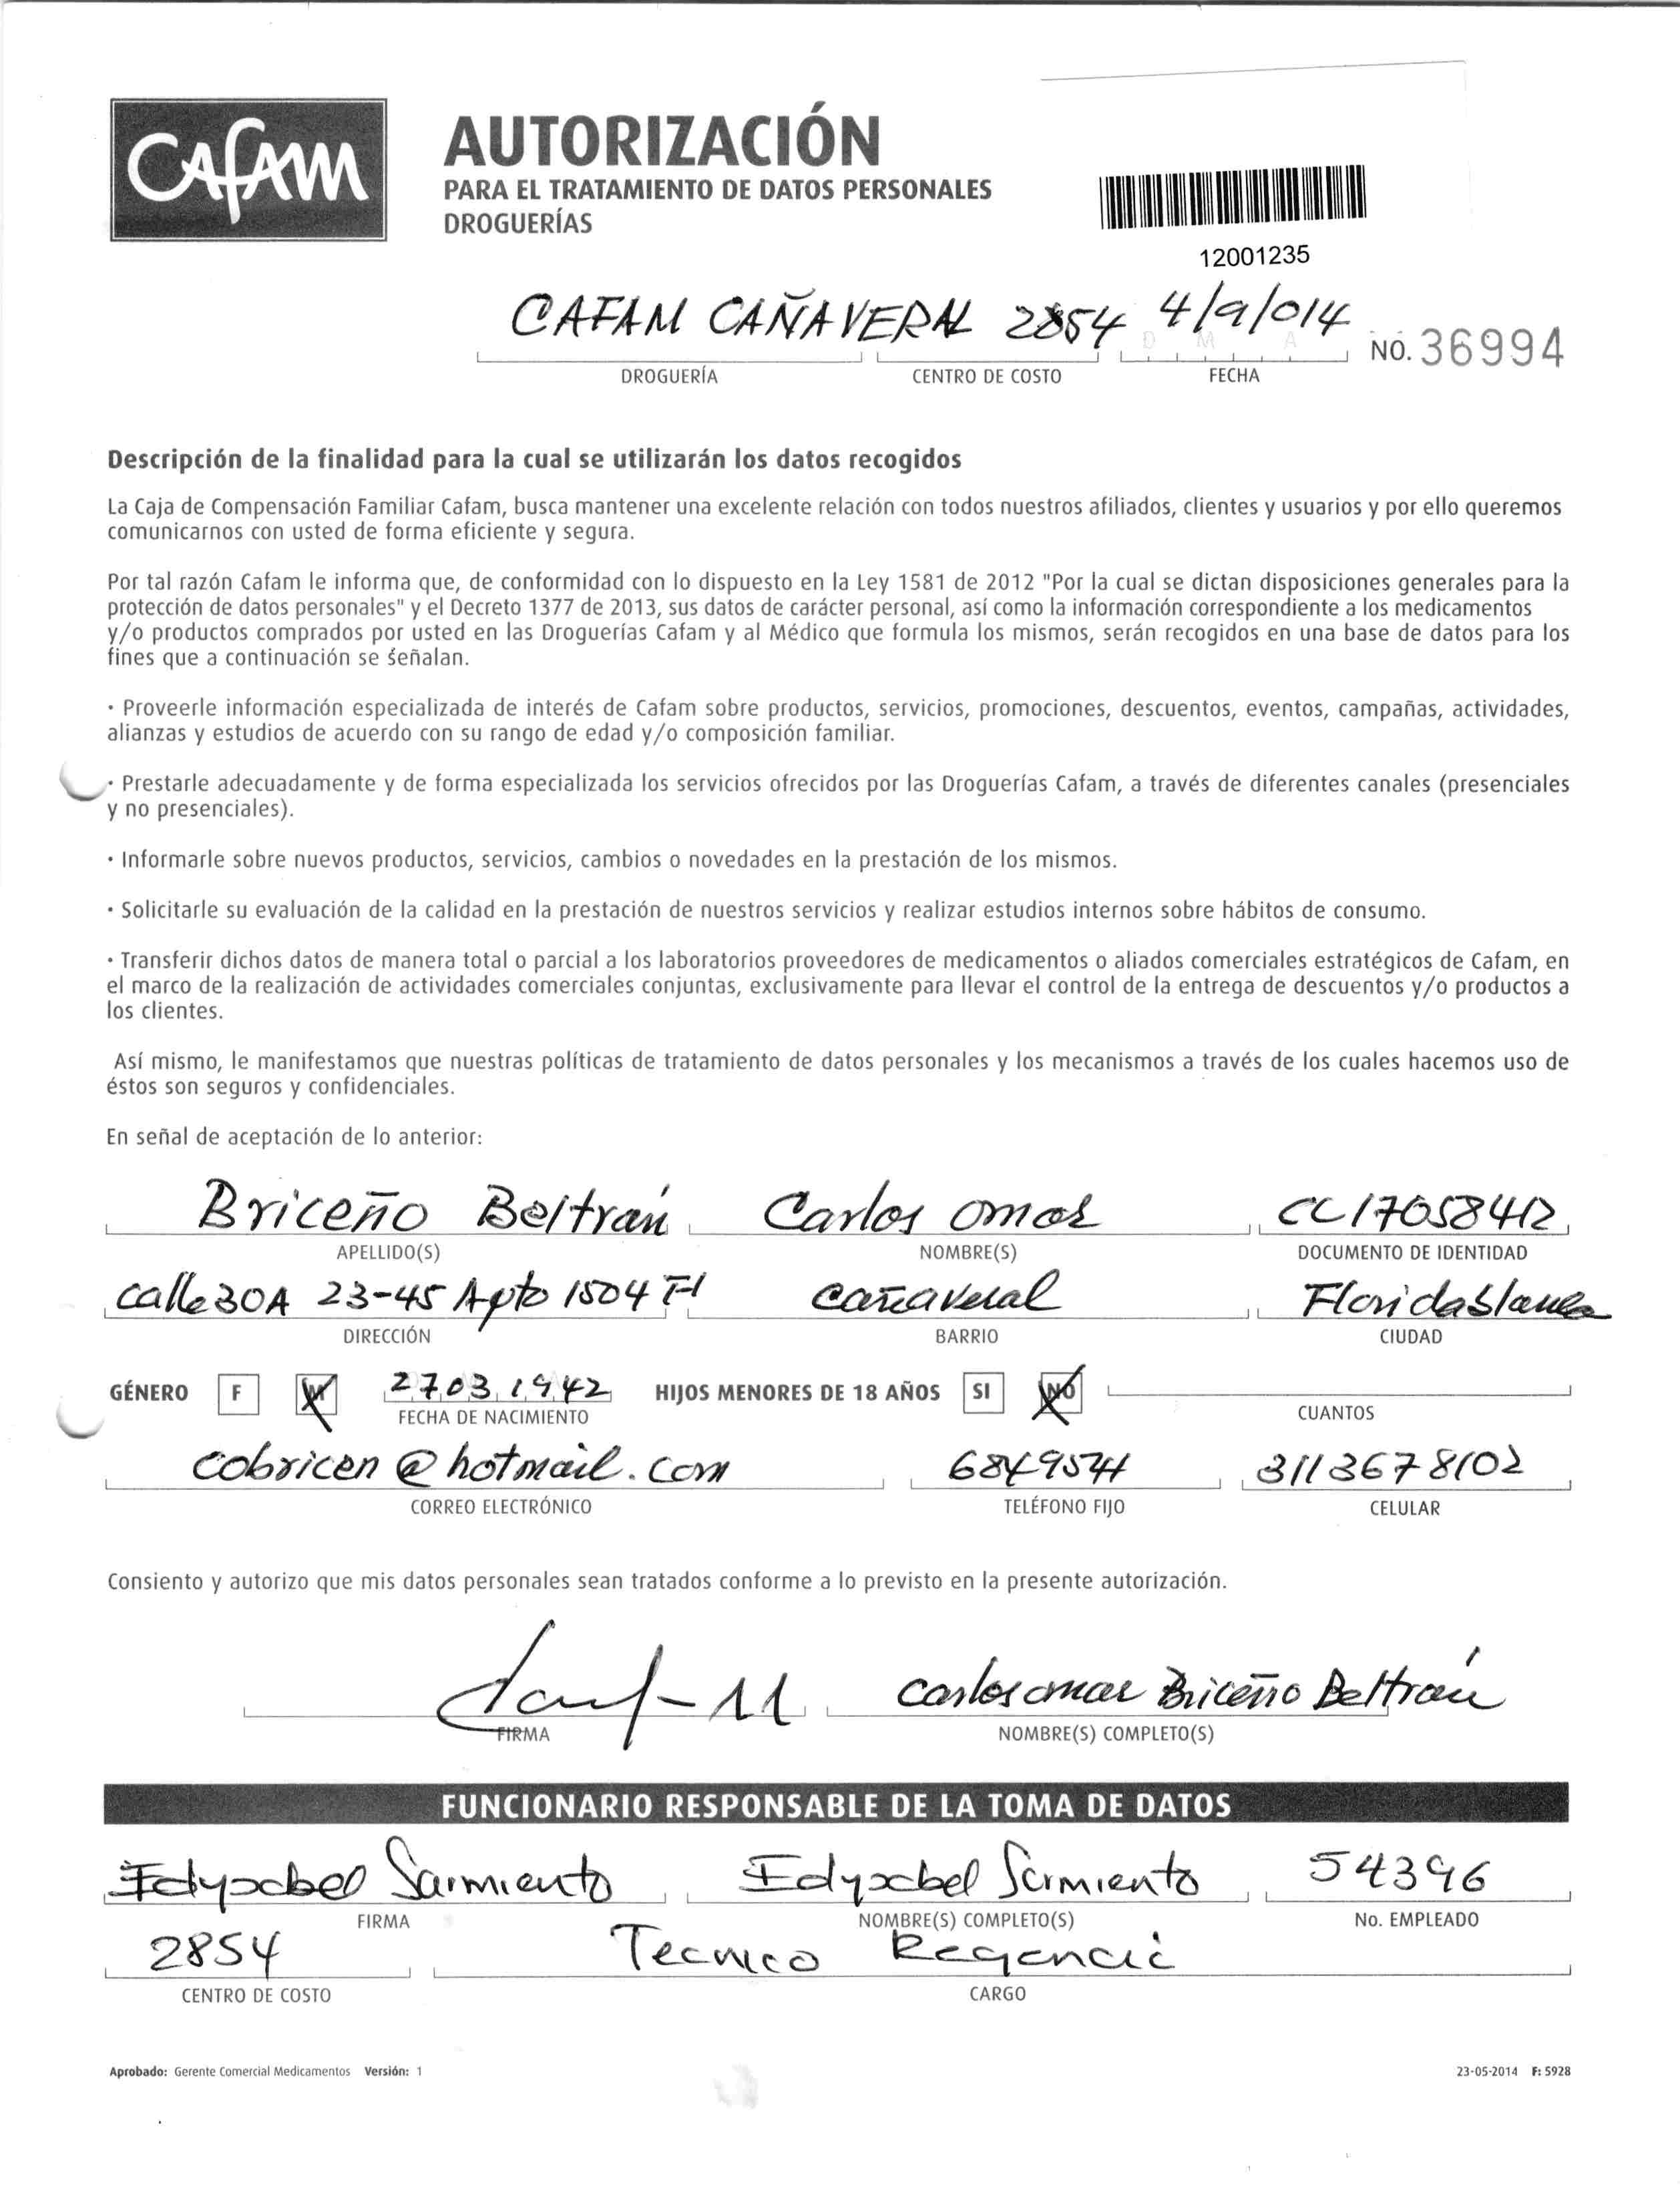 CAFAM
AUTORIZACIÓN
PARA EL TRATAMIENTO DE DATOS PERSONALES
DROGUERÍAS
12001235
CAFAM CAÑAVERAL 2854 4/9/014
D M A
NO. 36994
DROGUERÍA CENTRO DE COSTO FECHA
Descripción de la finalidad para la cual se utilizarán los datos recogidos
La Caja de Compensación Familiar Cafam, busca mantener una excelente relación con todos nuestros afiliados, clientes y usuarios y por ello queremos
comunicarnos con usted de forma eficiente y segura.
Por tal razón Cafam le informa que, de conformidad con lo dispuesto en la Ley 1581 de 2012 "Por la cual se dictan disposiciones generales para la
protección de datos personales" y el Decreto 1377 de 2013, sus datos de carácter personal, así como la información correspondiente a los medicamentos
y/o productos comprados por usted en las Droguerías Cafam y al Médico que formula los mismos, serán recogidos en una base de datos para los
fines que a continuación se señalan.
· Proveerle información especializada de interés de Cafam sobre productos, servicios, promociones, descuentos, eventos, campañas, actividades,
alianzas y estudios de acuerdo con su rango de edad y/o composición familiar.
· Prestarle adecuadamente y de forma especializada los servicios ofrecidos por las Droguerías Cafam, a través de diferentes canales (presenciales
y no presenciales).
· Informarle sobre nuevos productos, servicios, cambios o novedades en la prestación de los mismos.
· Solicitarle su evaluación de la calidad en la prestación de nuestros servicios y realizar estudios internos sobre hábitos de consumo.
· Transferir dichos datos de manera total o parcial a los laboratorios proveedores de medicamentos o aliados comerciales estratégicos de Cafam, en
el marco de la realización de actividades comerciales conjuntas, exclusivamente para llevar el control de la entrega de descuentos y/o productos a
los clientes.
Así mismo, le manifestamos que nuestras políticas de tratamiento de datos personales y los mecanismos a través de los cuales hacemos uso de
éstos son seguros y confidenciales.
En señal de aceptación de lo anterior:
Briceño Beltrán Carlos Omar CC 17058412
APELLIDO(S) NOMBRE(S) DOCUMENTO DE IDENTIDAD
Calle 30A 23-45 Apto 1504 Cañaveral Floridablanca
DIRECCIÓN BARRIO CIUDAD
GÉNERO F M 27 03 1942 HIJOS MENORES DE 18 AÑOS SI NO
FECHA DE NACIMIENTO CUANTOS
cobricen@hotmail.com 6849574 3113678102
CORREO ELECTRÓNICO TELÉFONO FIJO CELULAR
Consiento y autorizo que mis datos personales sean tratados conforme a lo previsto en la presente autorización.
Carlos Omar Briceño Beltrán
FIRMA NOMBRE(S) COMPLETO(S)
FUNCIONARIO RESPONSABLE DE LA TOMA DE DATOS
Edyxabel Sarmiento Edyxabel Sarmiento 54396
FIRMA NOMBRE(S) COMPLETO(S) No. EMPLEADO
2854 Tecnico Regencia
CENTRO DE COSTO CARGO
Aprobado: Gerente Comercial Medicamentos Versión: 1 23-05-2014 F: 5928